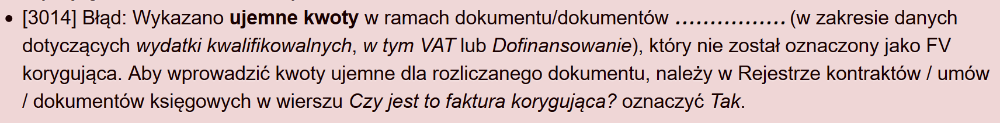 • [3014] Błąd: Wykazano ujemne kwoty w ramach dokumentu/dokumentów ................ (w zakresie danych
dotyczących wydatki kwalifikowalnych, w tym VAT lub Dofinansowanie), który nie został oznaczony jako FV
korygująca. Aby wprowadzić kwoty ujemne dla rozliczanego dokumentu, należy w Rejestrze kontraktów / umów
/ dokumentów księgowych w wierszu Czy jest to faktura korygująca? oznaczyć Tak.